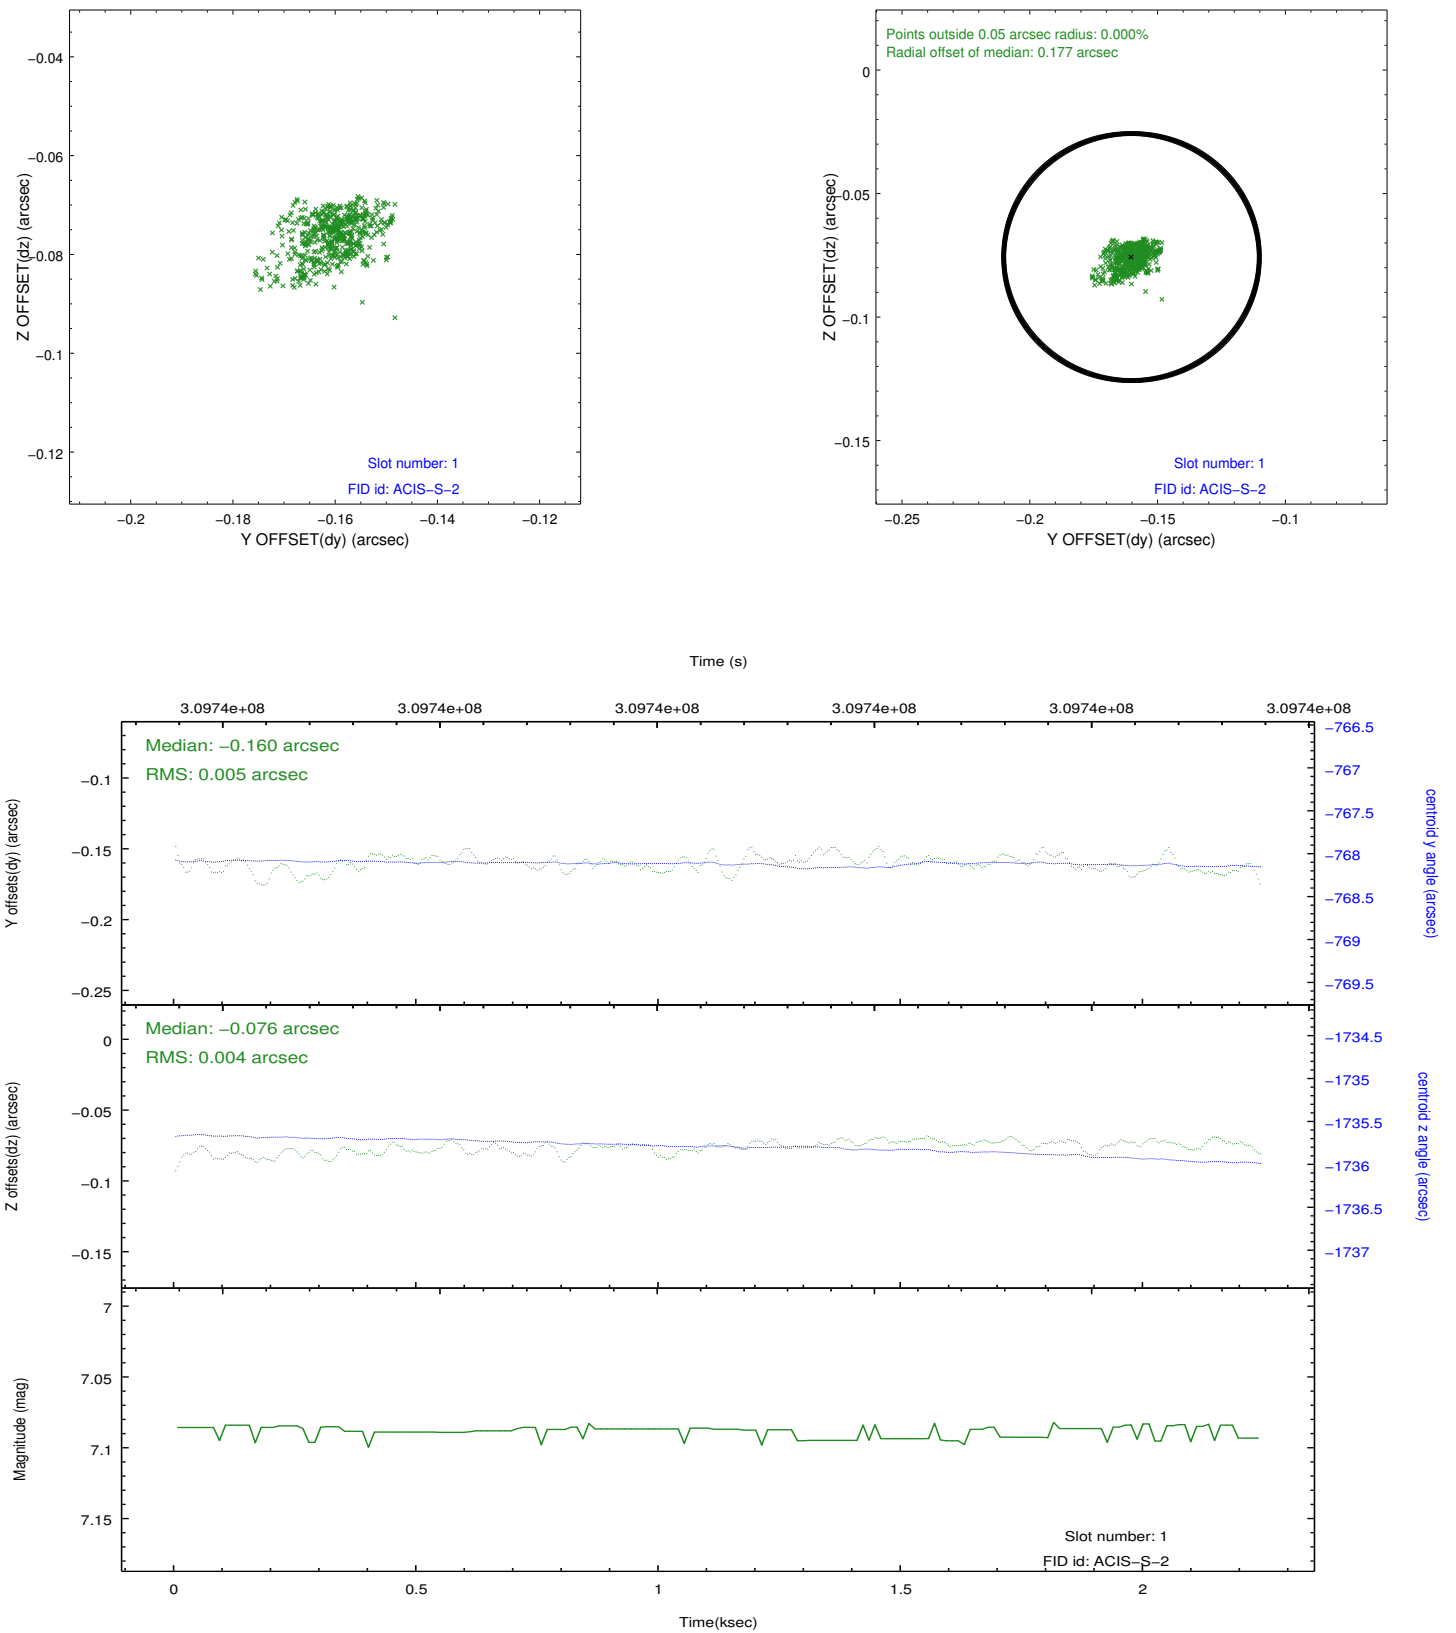 −0.04
−0.06
−0.08
−0.1
−0.12
Z OFFSET(dz) (arcsec)
Slot number: 1
FID id: ACIS−S−2
−0.2
−0.18
−0.16
−0.14
−0.12
Y OFFSET(dy) (arcsec)
Points outside 0.05 arcsec radius: 0.000%
Radial offset of median: 0.177 arcsec
0
−0.05
−0.1
−0.15
Z OFFSET(dz) (arcsec)
Slot number: 1
FID id: ACIS−S−2
−0.25
−0.2
−0.15
−0.1
Y OFFSET(dy) (arcsec)
Time (s)
3.0974e+08
3.0974e+08
3.0974e+08
3.0974e+08
3.0974e+08
3.0974e+08
Median: −0.160 arcsec
RMS: 0.005 arcsec
−0.1
−0.15
−0.2
−0.25
Y offsets(dy) (arcsec)
−766.5
−767
−767.5
−768
−768.5
−769
−769.5
centroid y angle (arcsec)
Median: −0.076 arcsec
RMS: 0.004 arcsec
0
−0.05
−0.1
−0.15
Z offsets(dz) (arcsec)
−1734.5
−1735
−1735.5
−1736
−1736.5
−1737
centroid z angle (arcsec)
7
7.05
7.1
7.15
Magnitude (mag)
Slot number: 1
FID id: ACIS−S−2
0
0.5
1
1.5
2
Time(ksec)